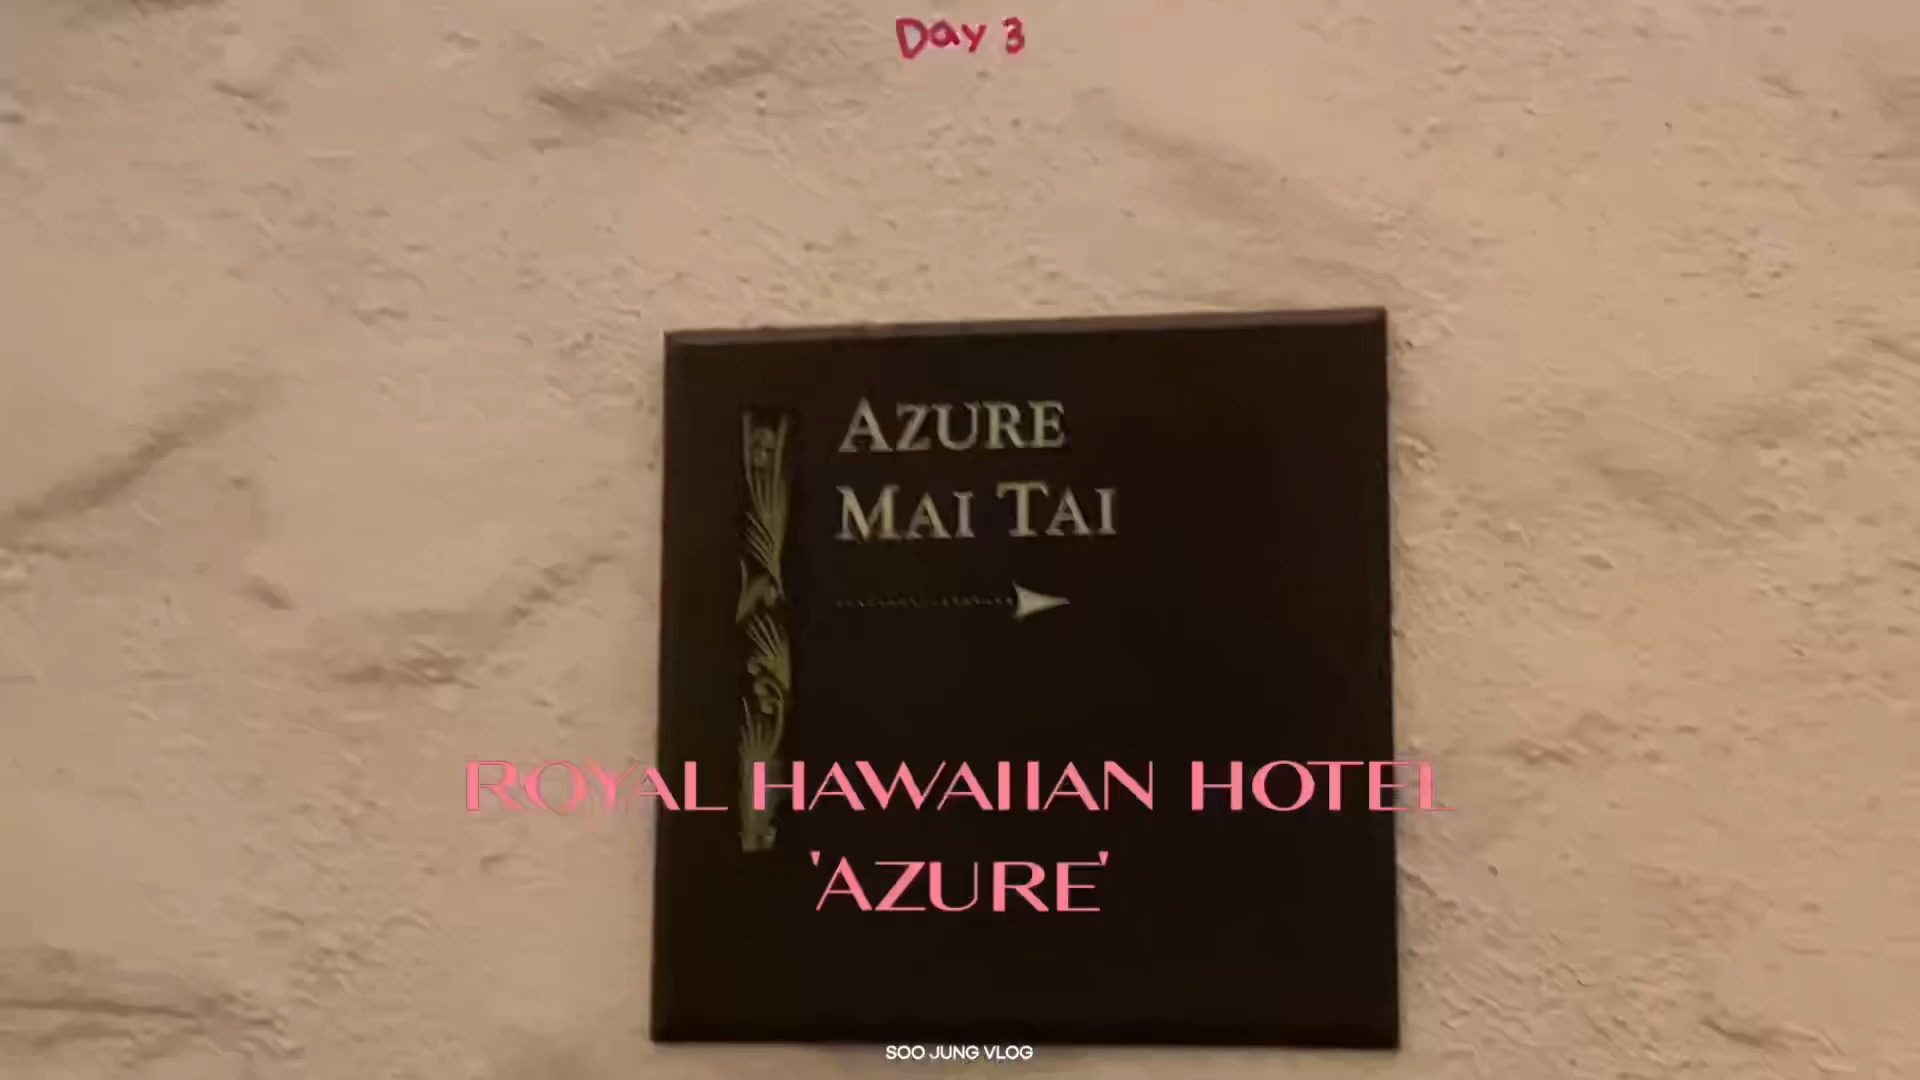 Day 3
AZURE
MAI TAI
ROYAL HAWAIIAN HOTEL
'AZURE'
SOO JUNG VLOG